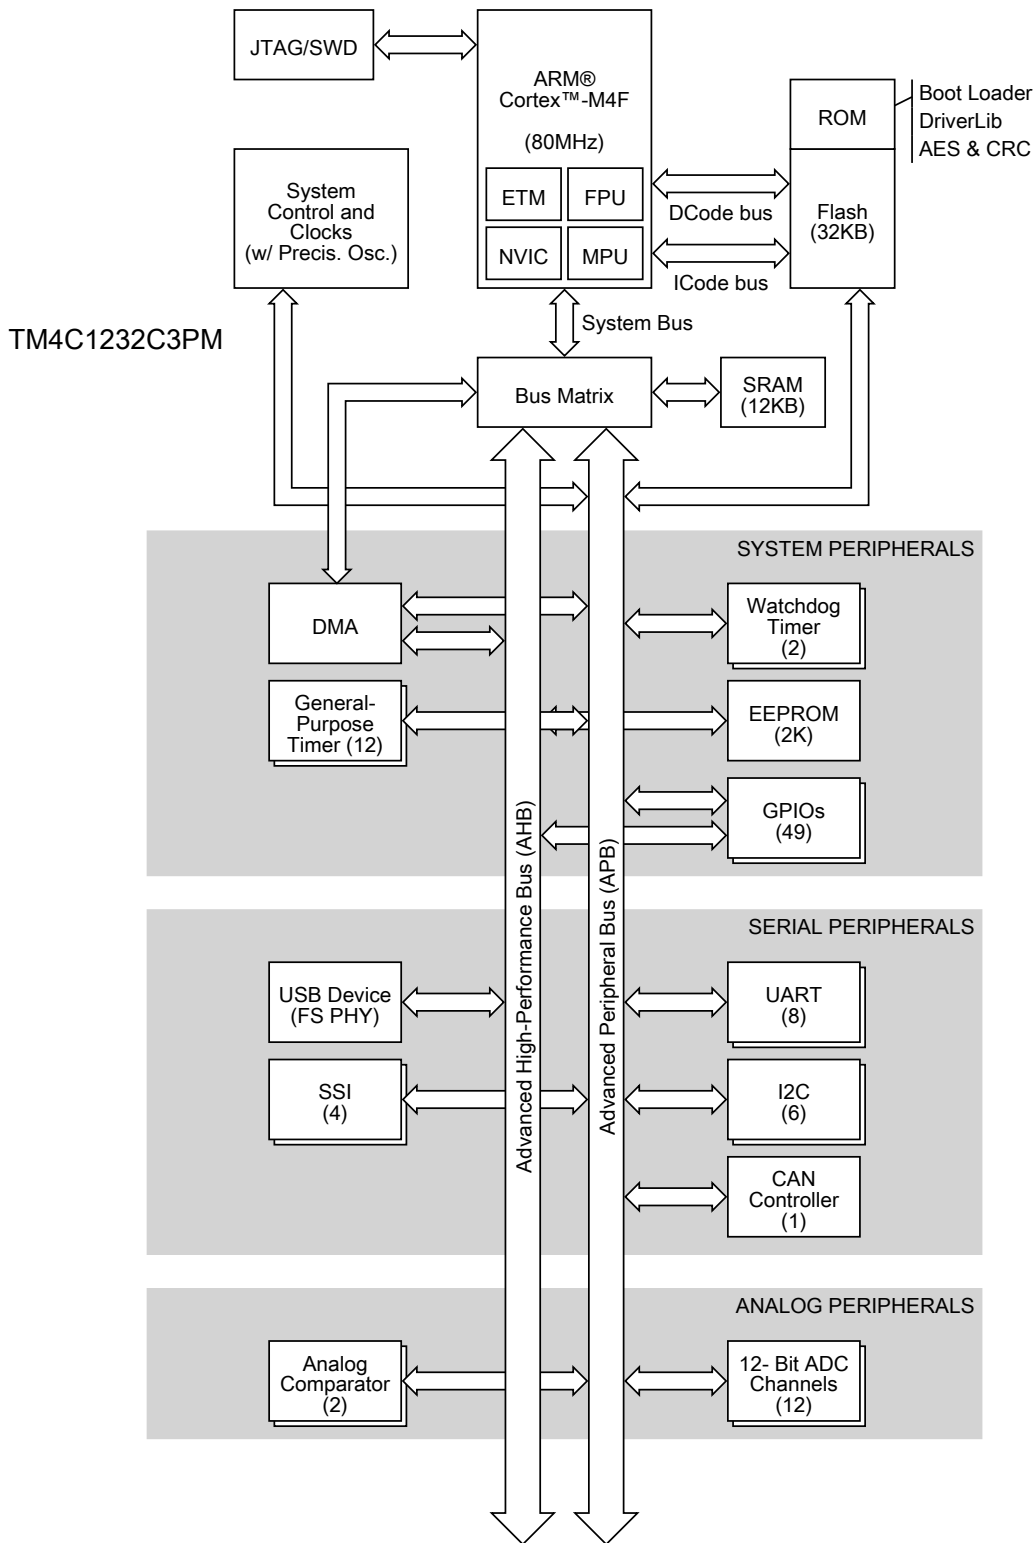 JTAG/SWD
ARM®
Cortex™-M4F
(80MHz)
ETM
FPU
NVIC
MPU
ROM
Boot Loader
DriverLib
AES & CRC
Flash
(32KB)
DCode bus
ICode bus
System
Control and
Clocks
(w/ Precis. Osc.)
TM4C1232C3PM
System Bus
Bus Matrix
SRAM
(12KB)
SYSTEM PERIPHERALS
DMA
Watchdog
Timer
(2)
General-
Purpose
Timer (12)
EEPROM
(2K)
GPIOs
(49)
Advanced High-Performance Bus (AHB)
Advanced Peripheral Bus (APB)
SERIAL PERIPHERALS
USB Device
(FS PHY)
UART
(8)
SSI
(4)
I2C
(6)
CAN
Controller
(1)
ANALOG PERIPHERALS
Analog
Comparator
(2)
12- Bit ADC
Channels
(12)